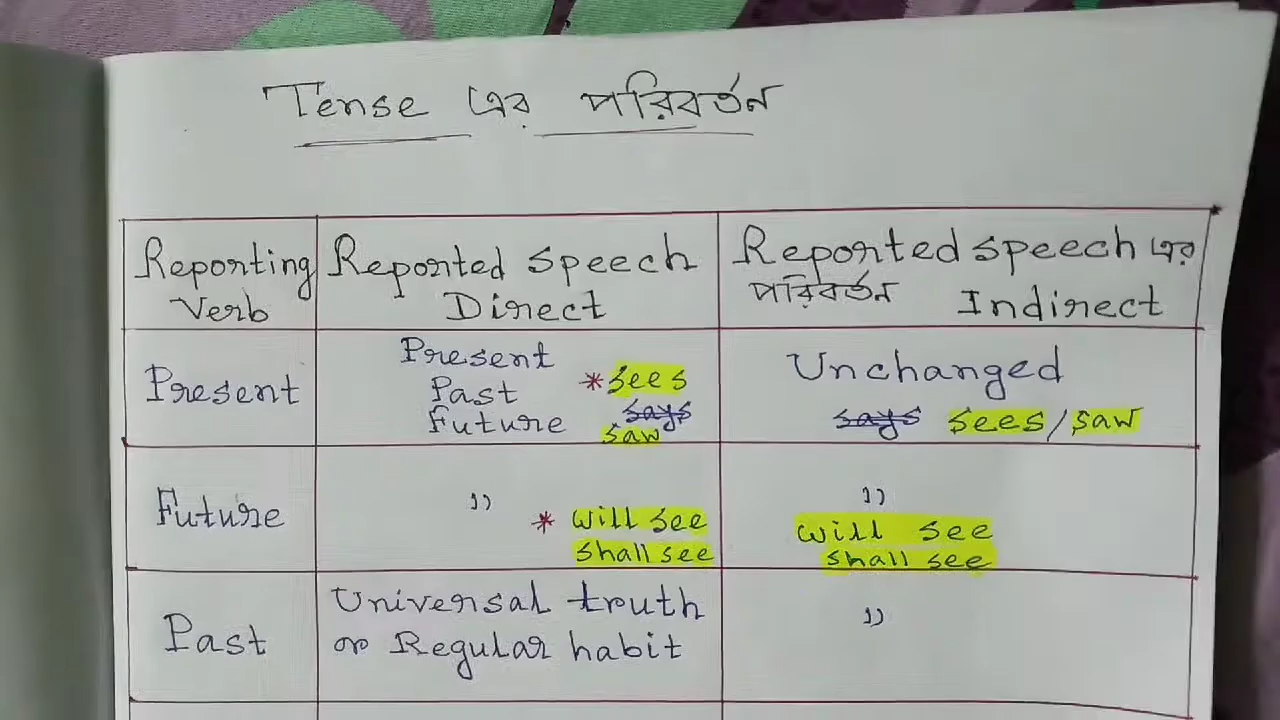 Tense এর পরিবর্তন
Reporting Verb
Reported Speech Direct
Reported Speech এর পরিবর্তন Indirect
Present
Present
Past *sees
Future says
saw
Unchanged
says sees/saw
Future
" * will see
shall see
"
will see
shall see
Past
Universal truth
or Regular habit
"